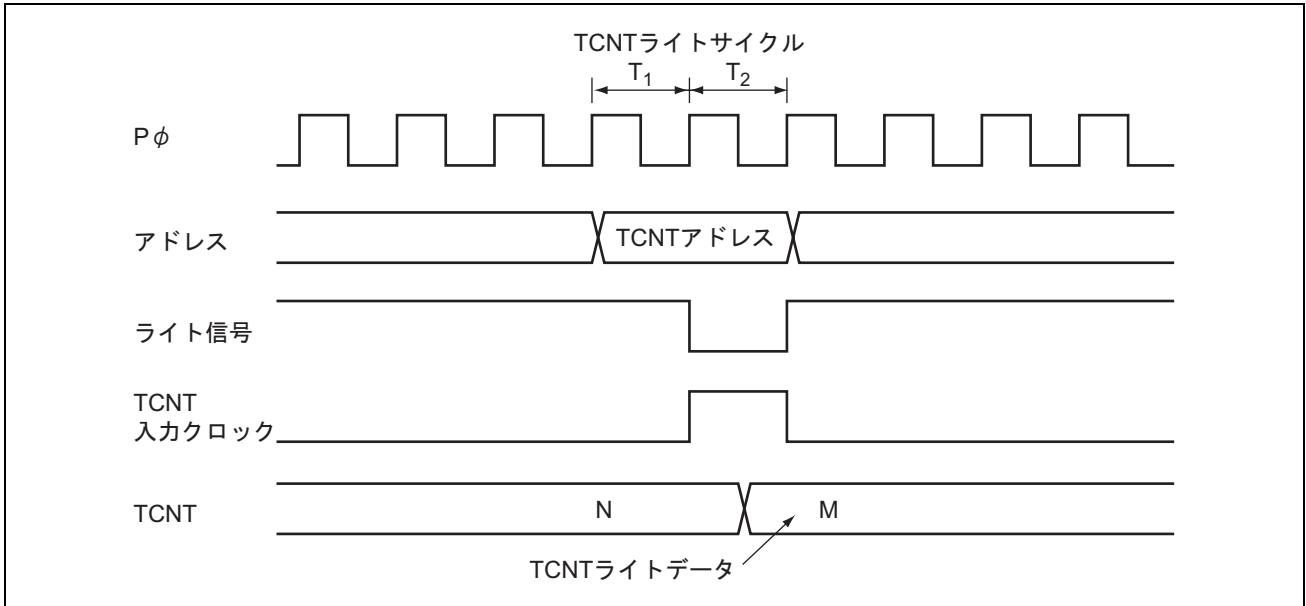 TCNTライトサイクル
T1 T2
Pφ
アドレス
TCNTアドレス
ライト信号
TCNT
入力クロック
TCNT
N
M
TCNTライトデータ